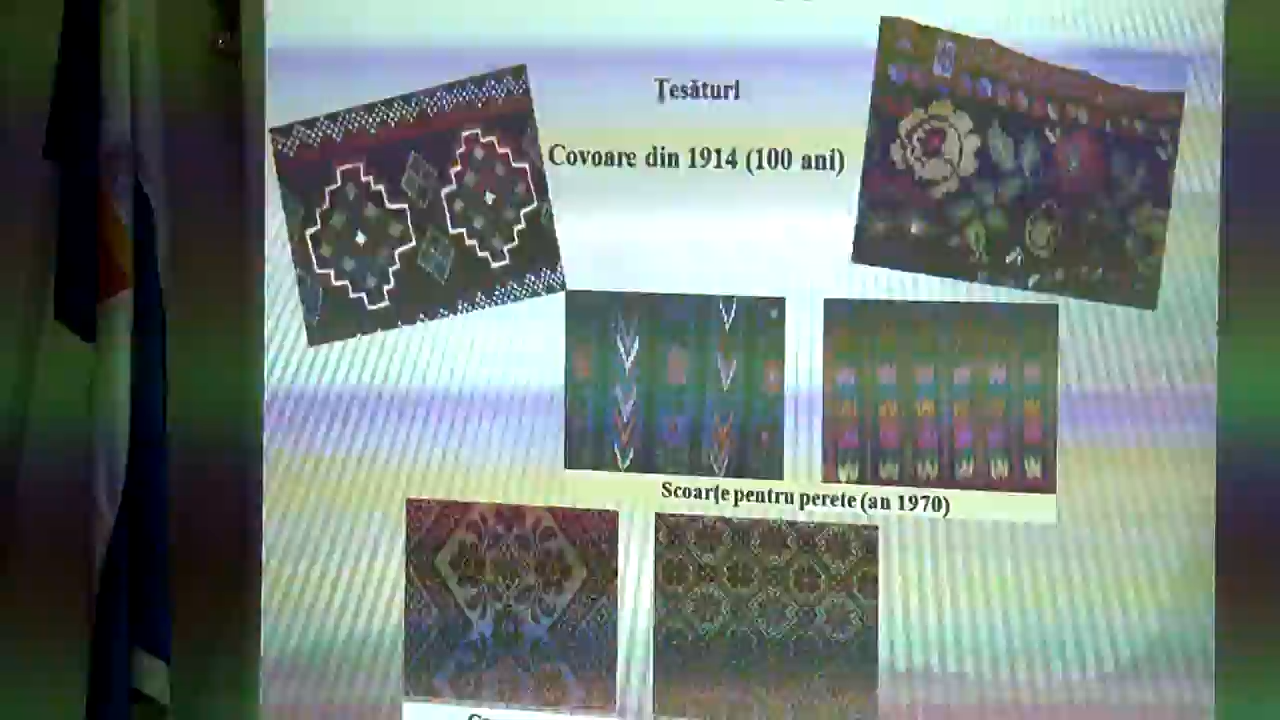 Țesături
Covoare din 1914 (100 ani)
Scoarțe pentru perete (an 1970)